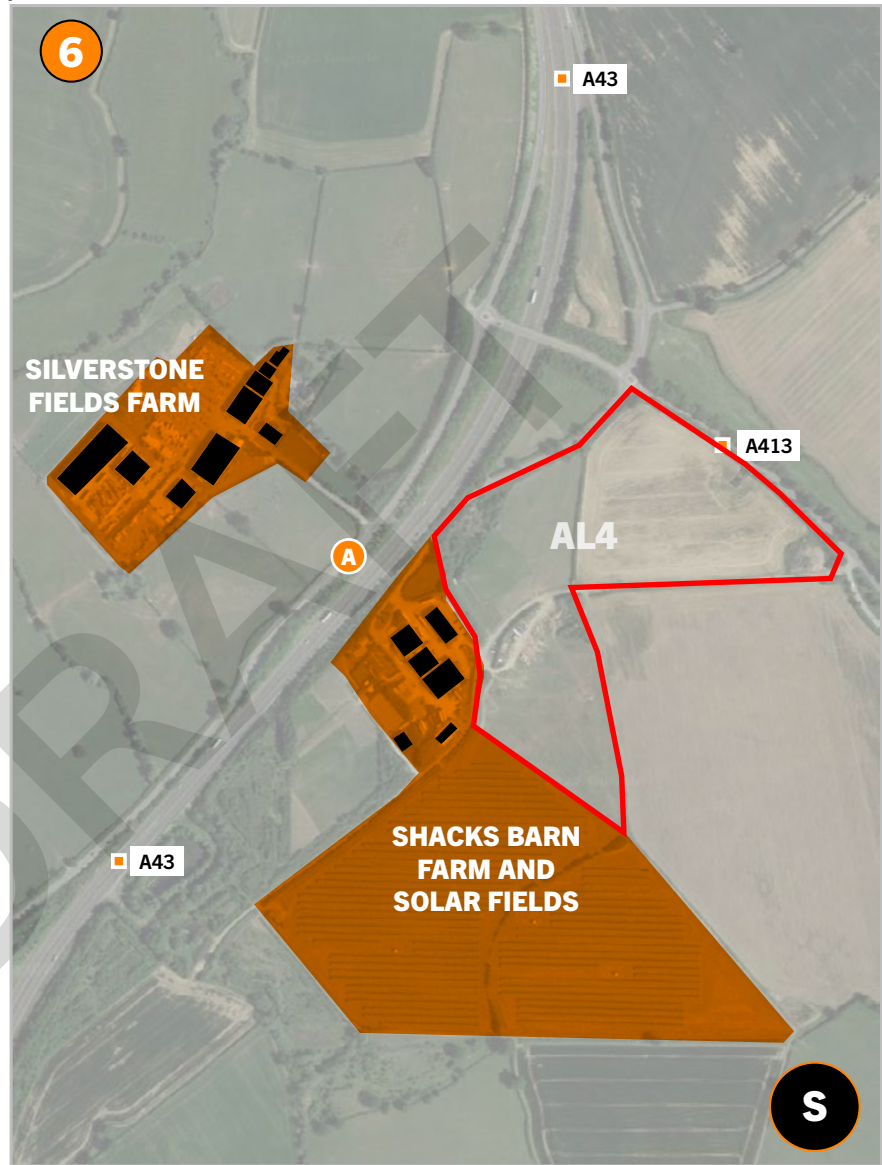 6
A43
SILVERSTONE
FIELDS FARM
A413
AL4
A
SHACKS BARN
FARM AND
SOLAR FIELDS
A43
S
DRAFT